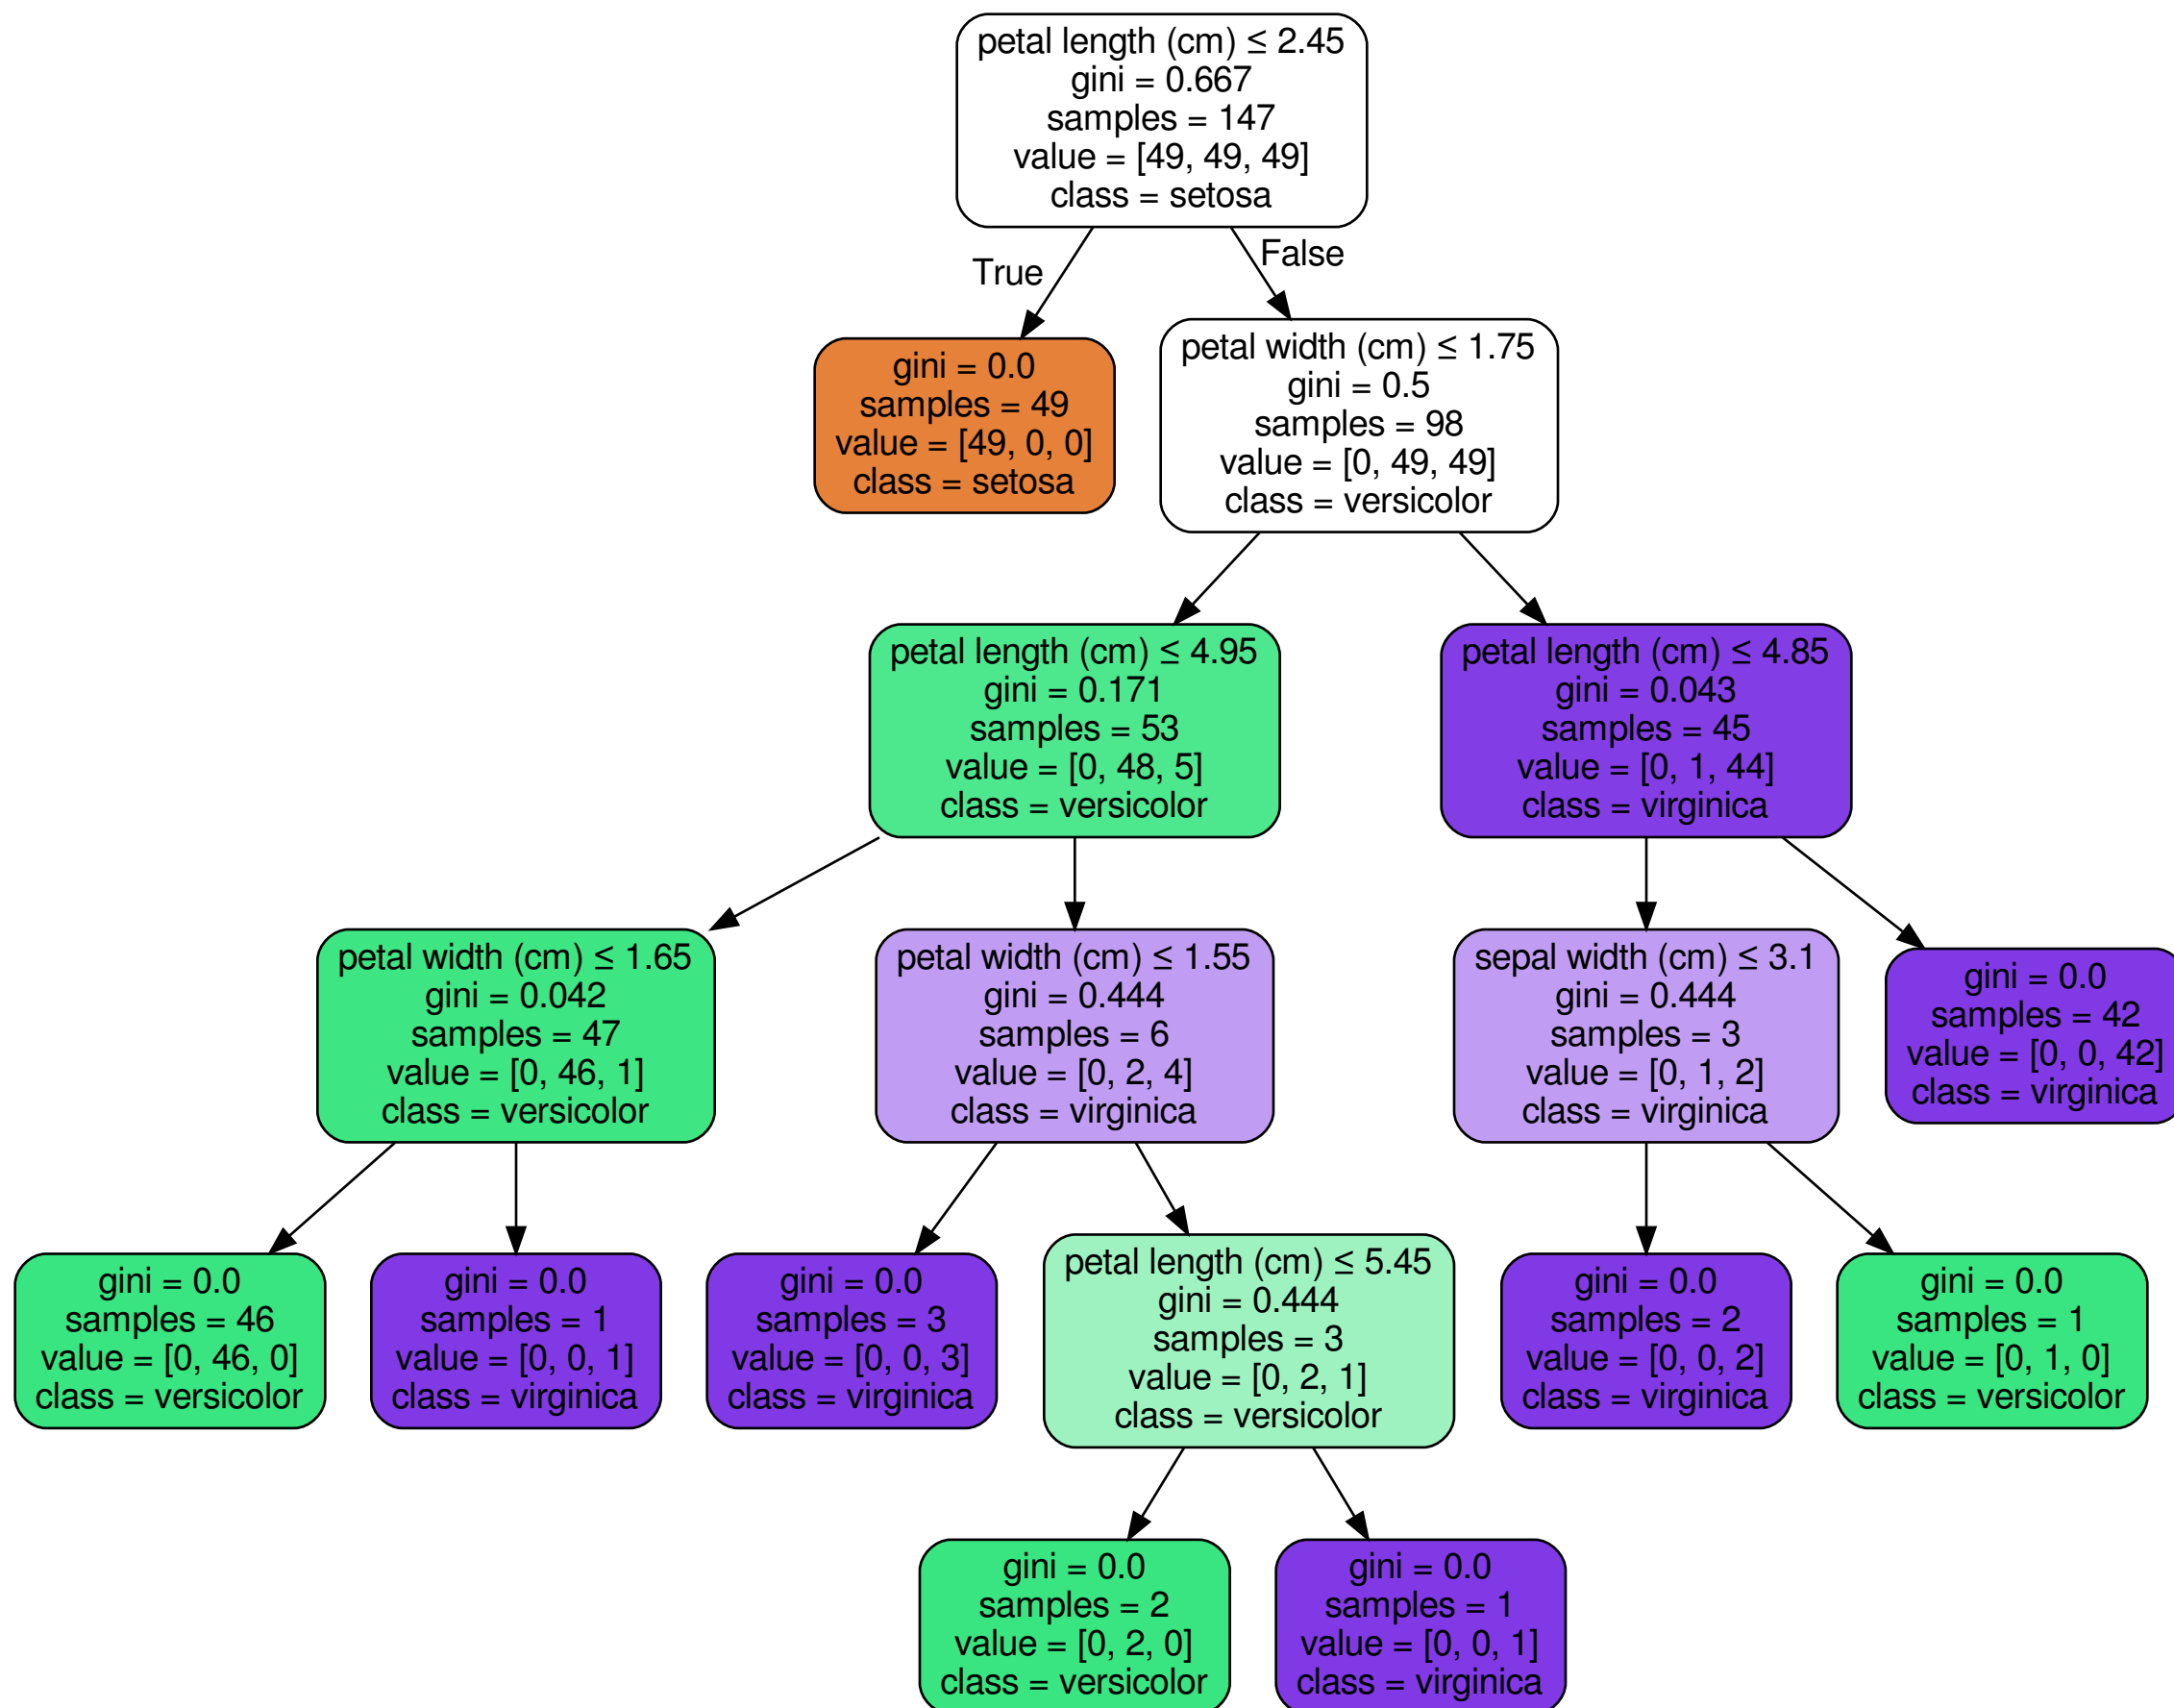 petal length (cm) ≤ 2.45
gini = 0.667
samples = 147
value = [49, 49, 49]
class = setosa
True
False
gini = 0.0
samples = 49
value = [49, 0, 0]
class = setosa
petal width (cm) ≤ 1.75
gini = 0.5
samples = 98
value = [0, 49, 49]
class = versicolor
petal length (cm) ≤ 4.95
gini = 0.171
samples = 53
value = [0, 48, 5]
class = versicolor
petal length (cm) ≤ 4.85
gini = 0.043
samples = 45
value = [0, 1, 44]
class = virginica
petal width (cm) ≤ 1.65
gini = 0.042
samples = 47
value = [0, 46, 1]
class = versicolor
petal width (cm) ≤ 1.55
gini = 0.444
samples = 6
value = [0, 2, 4]
class = virginica
sepal width (cm) ≤ 3.1
gini = 0.444
samples = 3
value = [0, 1, 2]
class = virginica
gini = 0.0
samples = 42
value = [0, 0, 42]
class = virginica
gini = 0.0
samples = 46
value = [0, 46, 0]
class = versicolor
gini = 0.0
samples = 1
value = [0, 0, 1]
class = virginica
gini = 0.0
samples = 3
value = [0, 0, 3]
class = virginica
petal length (cm) ≤ 5.45
gini = 0.444
samples = 3
value = [0, 2, 1]
class = versicolor
gini = 0.0
samples = 2
value = [0, 0, 2]
class = virginica
gini = 0.0
samples = 1
value = [0, 1, 0]
class = versicolor
gini = 0.0
samples = 2
value = [0, 2, 0]
class = versicolor
gini = 0.0
samples = 1
value = [0, 0, 1]
class = virginica